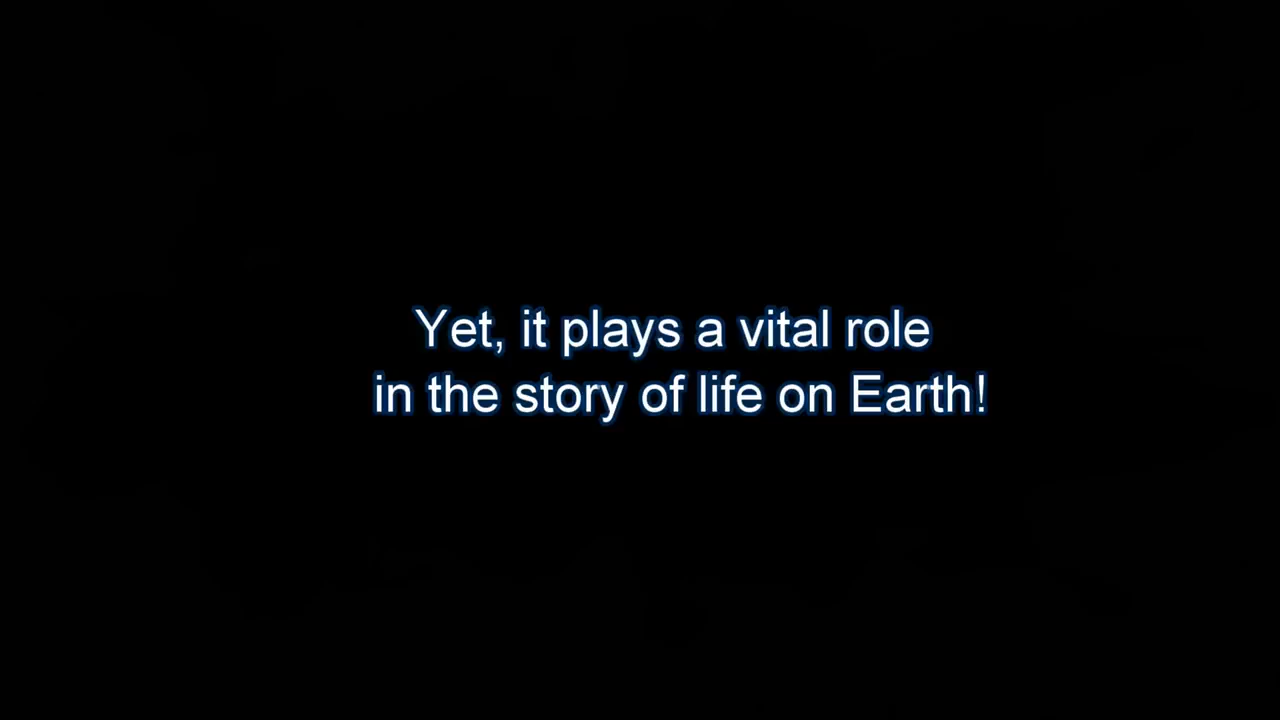 Yet, it plays a vital role
in the story of life on Earth!